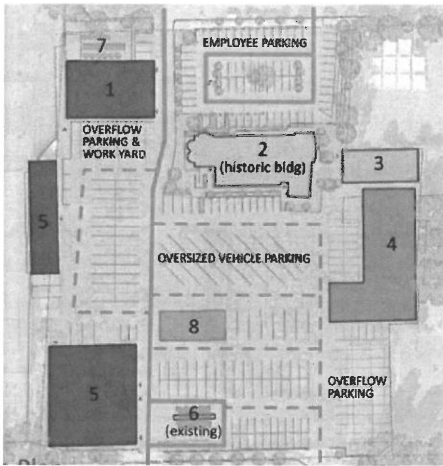 7
EMPLOYEE PARKING
1
OVERFLOW
PARKING &
WORK YARD
2
(historic bldg)
3
5
4
OVERSIZED VEHICLE PARKING
8
5
OVERFLOW
PARKING
6
(existing)